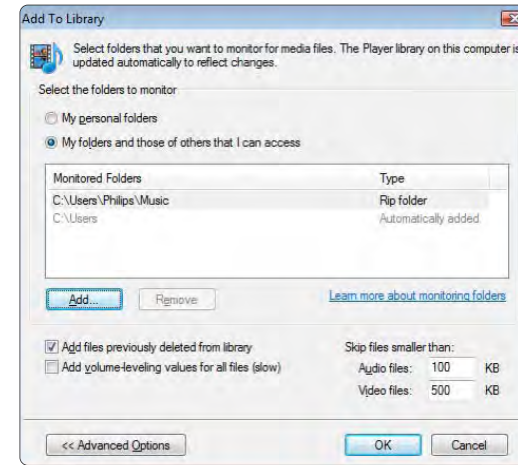 Add To Library
Select folders that you want to monitor for media files. The Player library on this computer is
updated automatically to reflect changes.
Select the folders to monitor
My personal folders
My folders and those of others that I can access
Monitored Folders Type
C:\Users\Philips\Music Rip folder
C:\Users Automatically added
Add... Remove Learn more about monitoring folders
Add files previously deleted from library Skip files smaller than:
Add volume-leveling values for all files (slow) Audio files: 100 KB
Video files: 500 KB
<< Advanced Options OK Cancel